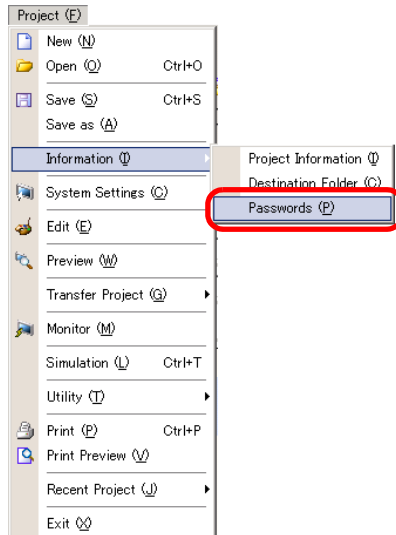 Project (F)
New (N)
Open (O) Ctrl+O
Save (S) Ctrl+S
Save as (A)
Information (I)
Project Information (I)
Destination Folder (C)
System Settings (C)
Passwords (P)
Edit (E)
Preview (W)
Transfer Project (G)
Monitor (M)
Simulation (L) Ctrl+T
Utility (T)
Print (P) Ctrl+P
Print Preview (V)
Recent Project (J)
Exit (X)